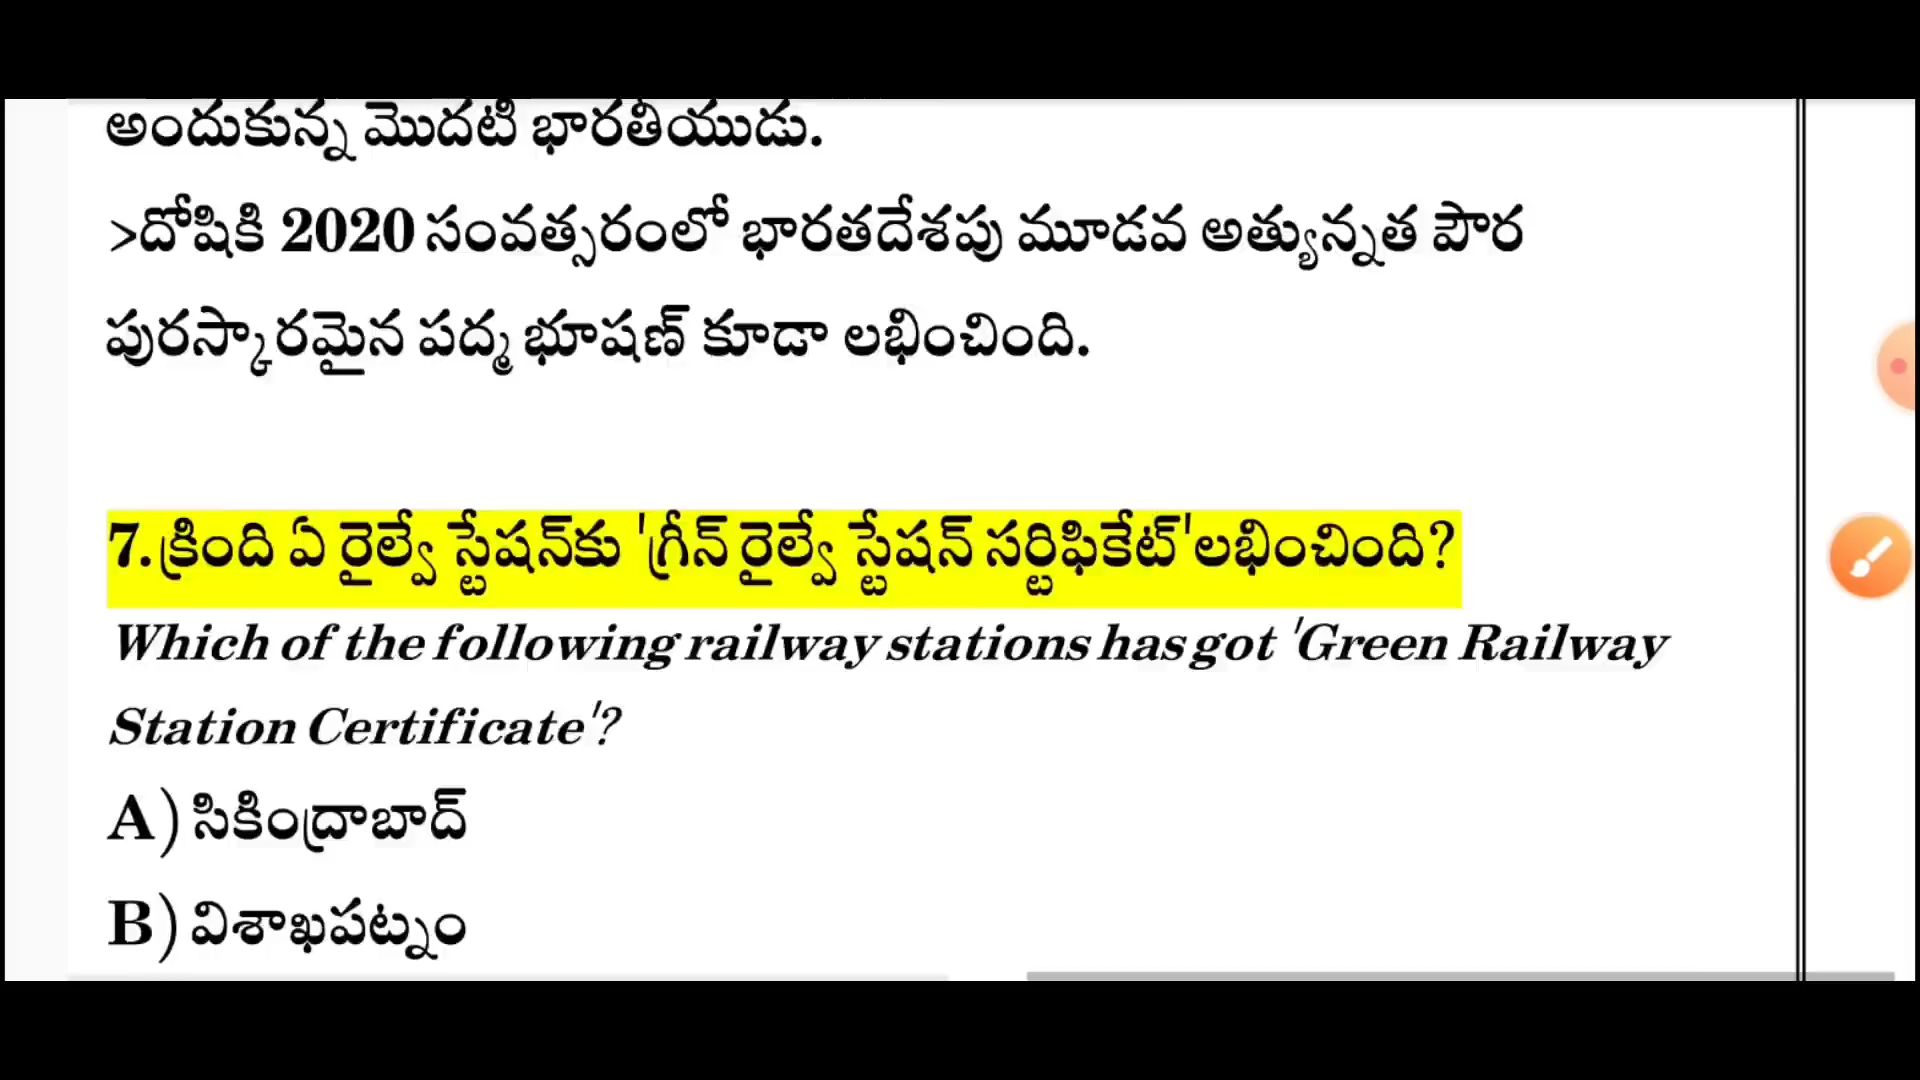 అందుకున్న మొదటి భారతీయుడు.
>దోషికి 2020 సంవత్సరంలో భారతదేశపు మూడవ అత్యున్నత పౌర
పురస్కారమైన పద్మ భూషణ్ కూడా లభించింది.
7.క్రింది ఏ రైల్వే స్టేషన్‌కు 'గ్రీన్ రైల్వే స్టేషన్ సర్టిఫికేట్'లభించింది?
Which of the following railway stations has got 'Green Railway
Station Certificate'?
A) సికింద్రాబాద్
B) విశాఖపట్నం